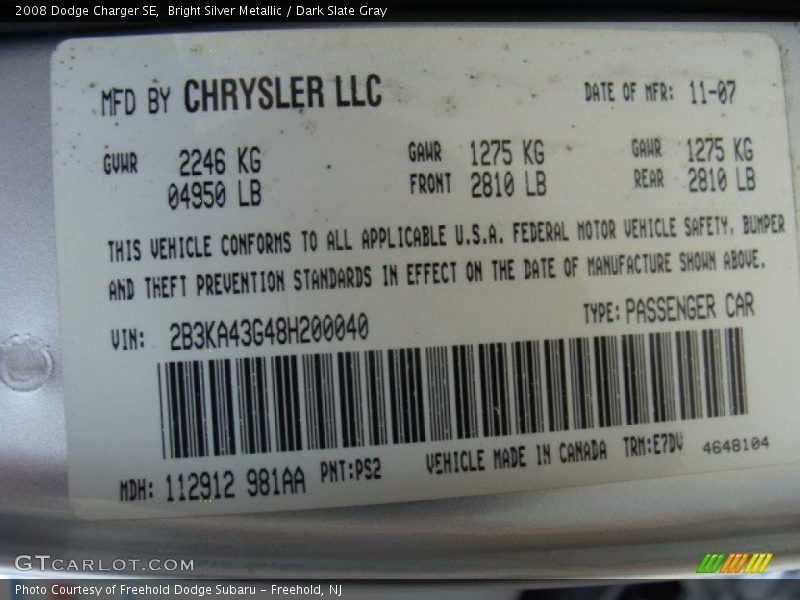 2008 Dodge Charger SE,  Bright Silver Metallic / Dark Slate Gray
MFD BY CHRYSLER LLC DATE OF MFR: 11-07
GVWR 2246 KG GAWR 1275 KG GAWR 1275 KG
04950 LB FRONT 2810 LB REAR 2810 LB
THIS VEHICLE CONFORMS TO ALL APPLICABLE U.S.A. FEDERAL MOTOR VEHICLE SAFETY, BUMPER
AND THEFT PREVENTION STANDARDS IN EFFECT ON THE DATE OF MANUFACTURE SHOWN ABOVE.
VIN: 2B3KA43G48H200040 TYPE: PASSENGER CAR
MDH: 112912 981AA PNT:PS2 VEHICLE MADE IN CANADA TRM:E7DV 4648104
GTCARLOT.COM
Photo Courtesy of Freehold Dodge Subaru - Freehold, NJ